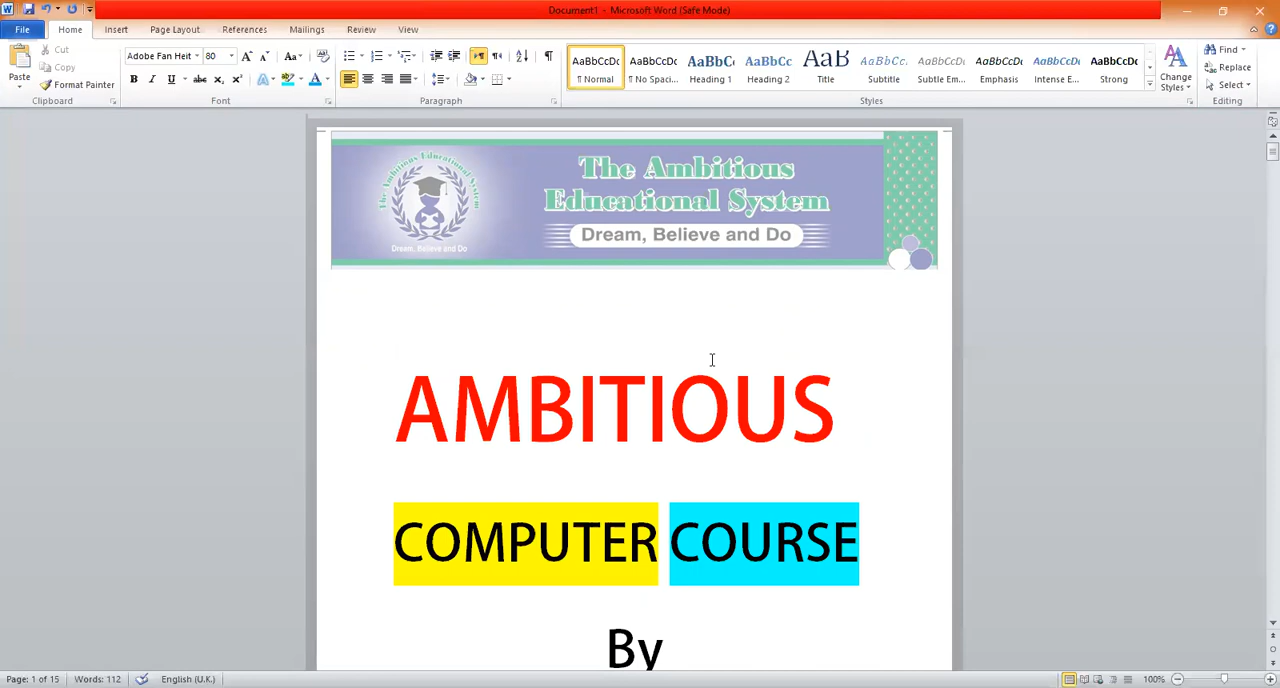 Document1 - Microsoft Word (Safe Mode)
File Home Insert Page Layout References Mailings Review View
Paste
Cut
Copy
Format Painter
Clipboard
Adobe Fan Heit 80
Font
Paragraph
AaBbCcDc AaBbCcDc AaBbC AaBbCc AaB AaBbCc. AaBbCcDc AaBbCcDc AaBbCcDc AaBbCcDc
¶ Normal ¶ No Spaci... Heading 1 Heading 2 Title Subtitle Subtle Em... Emphasis Intense E... Strong
Change
Styles
Styles
Find
Replace
Select
Editing
The Ambitious Educational System
Dream, Believe and Do
The Ambitious
Educational System
Dream, Believe and Do
AMBITIOUS
COMPUTER COURSE
By
Page: 1 of 15 Words: 112 English (U.K.) 100%